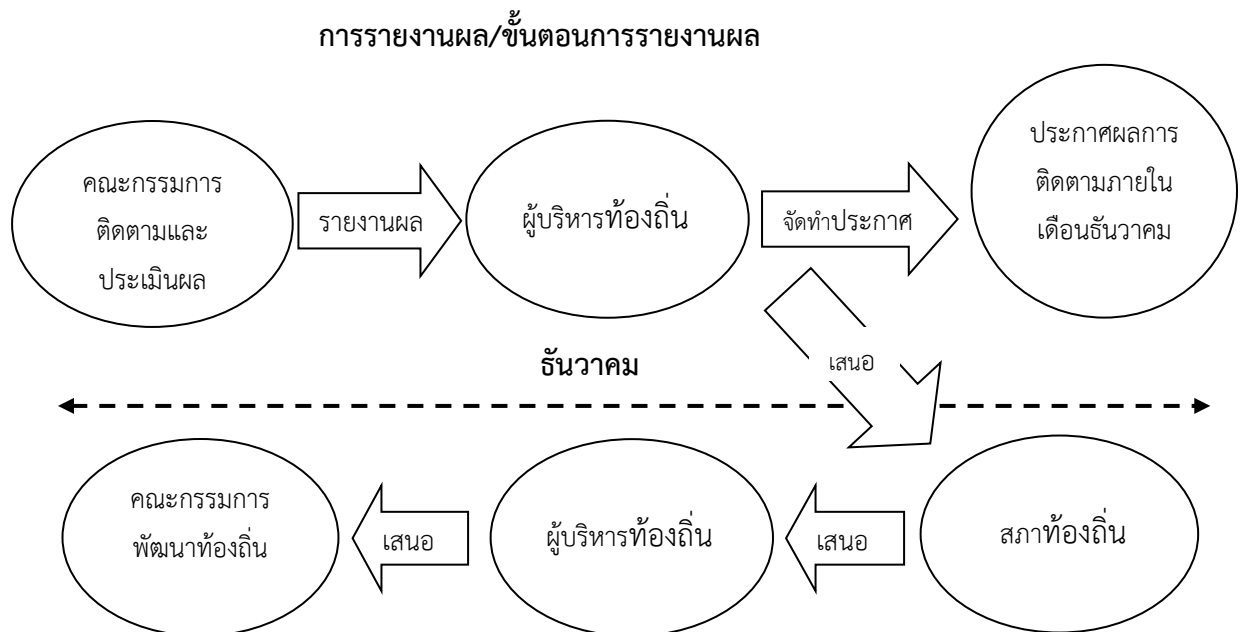 การรายงานผล/ขั้นตอนการรายงานผล
คณะกรรมการ
ติดตามและ
ประเมินผล
รายงานผล
ผู้บริหารท้องถิ่น
จัดทำประกาศ
ประกาศผลการ
ติดตามภายใน
เดือนธันวาคม
เสนอ
ธันวาคม
สภาท้องถิ่น
เสนอ
ผู้บริหารท้องถิ่น
เสนอ
คณะกรรมการ
พัฒนาท้องถิ่น